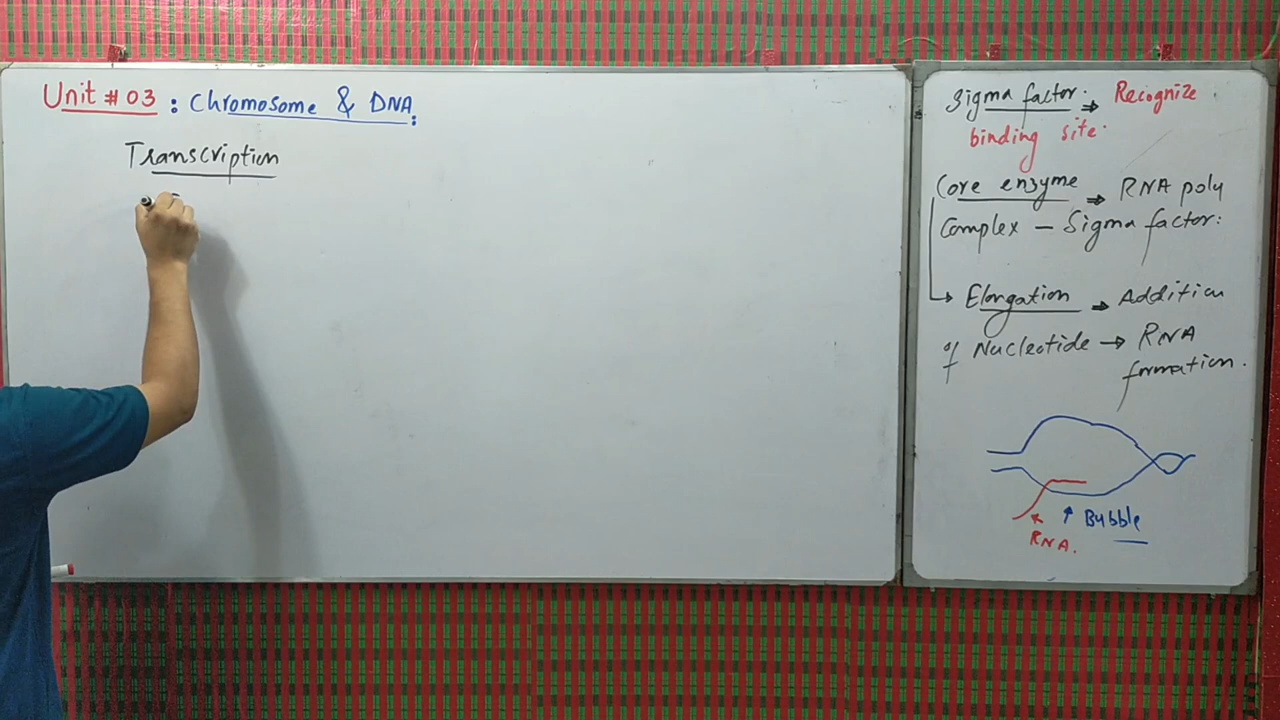 Unit # 03 : Chromosome & DNA:
Transcription
Sigma factor. ⇒ Recognize
binding site.
Core enzyme ⇒ RNA poly
Complex – Sigma factor:
→ Elongation ⇒ Addition
of Nucleotide → RNA
formation.
↑ Bubble
RNA.